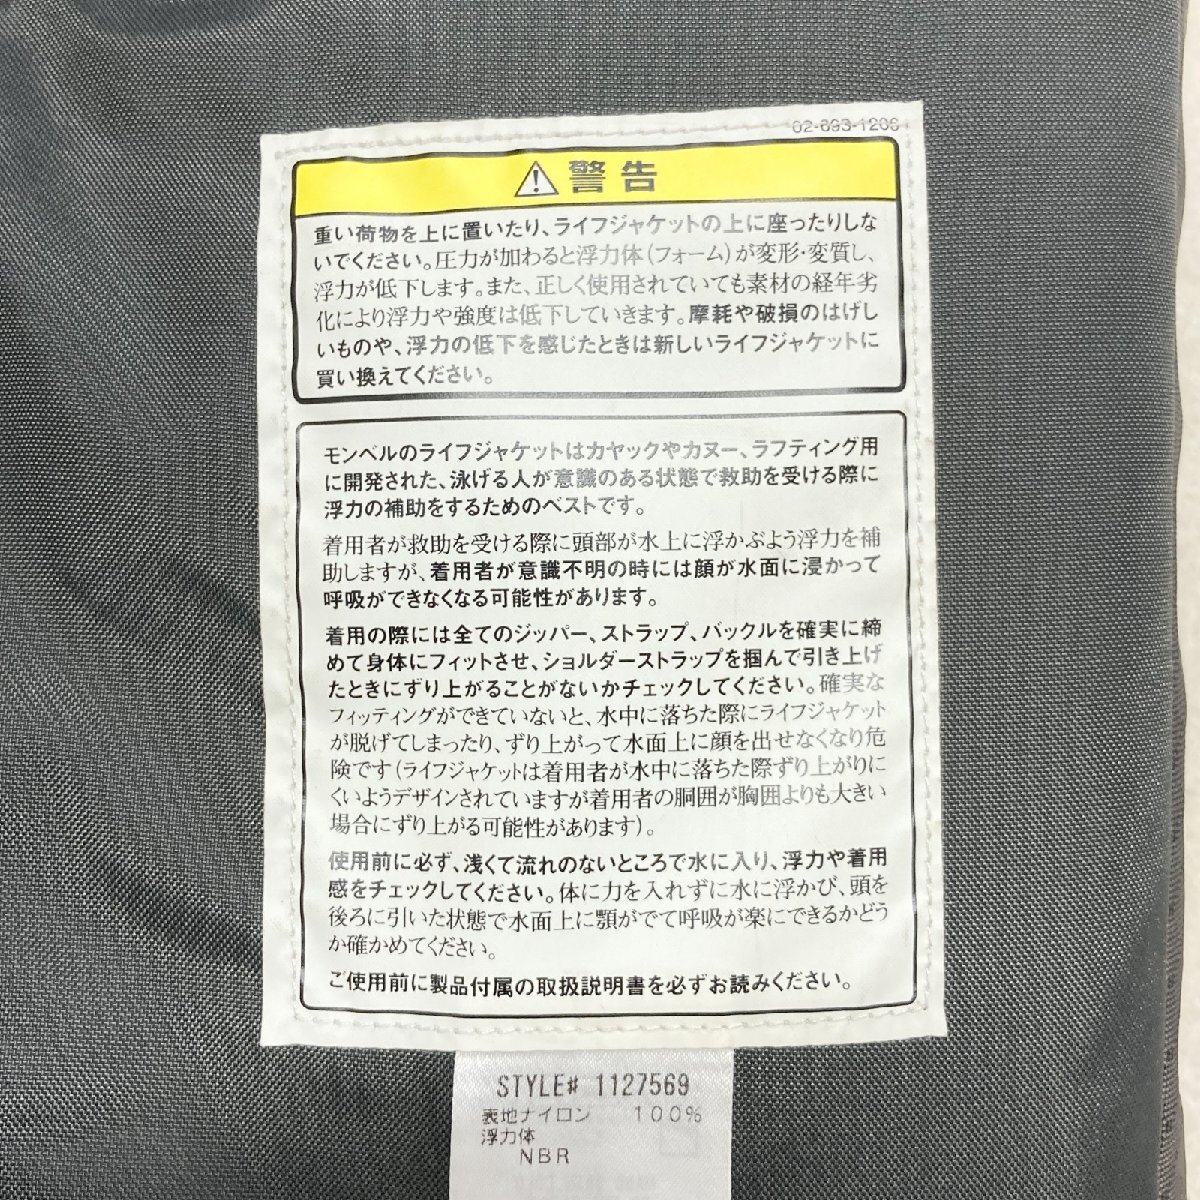 02-693-1206
警告
重い荷物を上に置いたり、ライフジャケットの上に座ったりしな
いでください。圧力が加わると浮力体(フォーム)が変形・変質し、
浮力が低下します。また、正しく使用されていても素材の経年劣
化により浮力や強度は低下していきます。摩耗や破損のはげし
いものや、浮力の低下を感じたときは新しいライフジャケットに
買い換えてください。
モンベルのライフジャケットはカヤックやカヌー、ラフティング用
に開発された、泳げる人が意識のある状態で救助を受ける際に
浮力の補助をするためのベストです。
着用者が救助を受ける際に頭部が水上に浮かぶよう浮力を補
助しますが、着用者が意識不明の時には顔が水面に浸かって
呼吸ができなくなる可能性があります。
着用の際には全てのジッパー、ストラップ、バックルを確実に締
めて身体にフィットさせ、ショルダーストラップを掴んで引き上げ
たときにずり上がることがないかチェックしてください。確実な
フィッティングができていないと、水中に落ちた際にライフジャケット
が脱げてしまったり、ずり上がって水面上に顔を出せなくなり危
険です(ライフジャケットは着用者が水中に落ちた際ずり上がりに
くいようデザインされていますが着用者の胴囲が胸囲よりも大きい
場合にずり上がる可能性があります)。
使用前に必ず、浅くて流れのないところで水に入り、浮力や着用
感をチェックしてください。体に力を入れずに水に浮かび、頭を
後ろに引いた状態で水面上に顎がでて呼吸が楽にできるかどう
か確かめてください。
ご使用前に製品付属の取扱説明書を必ずお読みください。
STYLE# 1127569
表地ナイロン 100%
浮力体
NBR